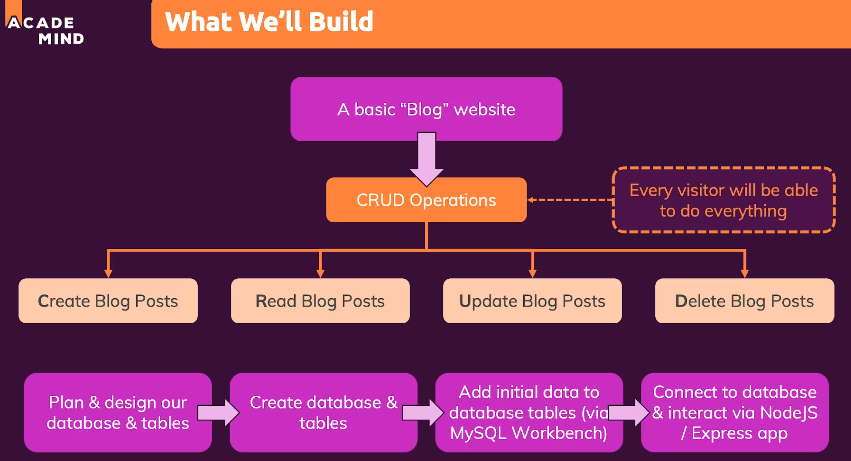 ACADE
MIND
What We'll Build
A basic “Blog” website
CRUD Operations
Every visitor will be able
to do everything
Create Blog Posts
Read Blog Posts
Update Blog Posts
Delete Blog Posts
Plan & design our
database & tables
Create database &
tables
Add initial data to
database tables (via
MySQL Workbench)
Connect to database
& interact via NodeJS
/ Express app